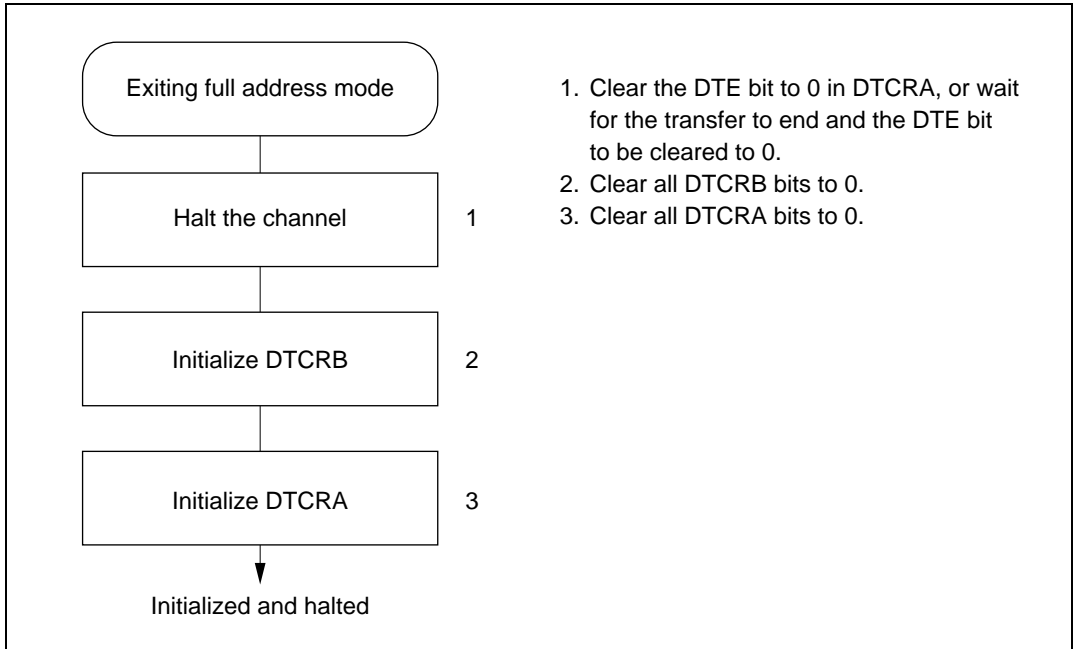 Exiting full address mode
Halt the channel
1
Initialize DTCRB
2
Initialize DTCRA
3
Initialized and halted
1. Clear the DTE bit to 0 in DTCRA, or wait
for the transfer to end and the DTE bit
to be cleared to 0.
2. Clear all DTCRB bits to 0.
3. Clear all DTCRA bits to 0.